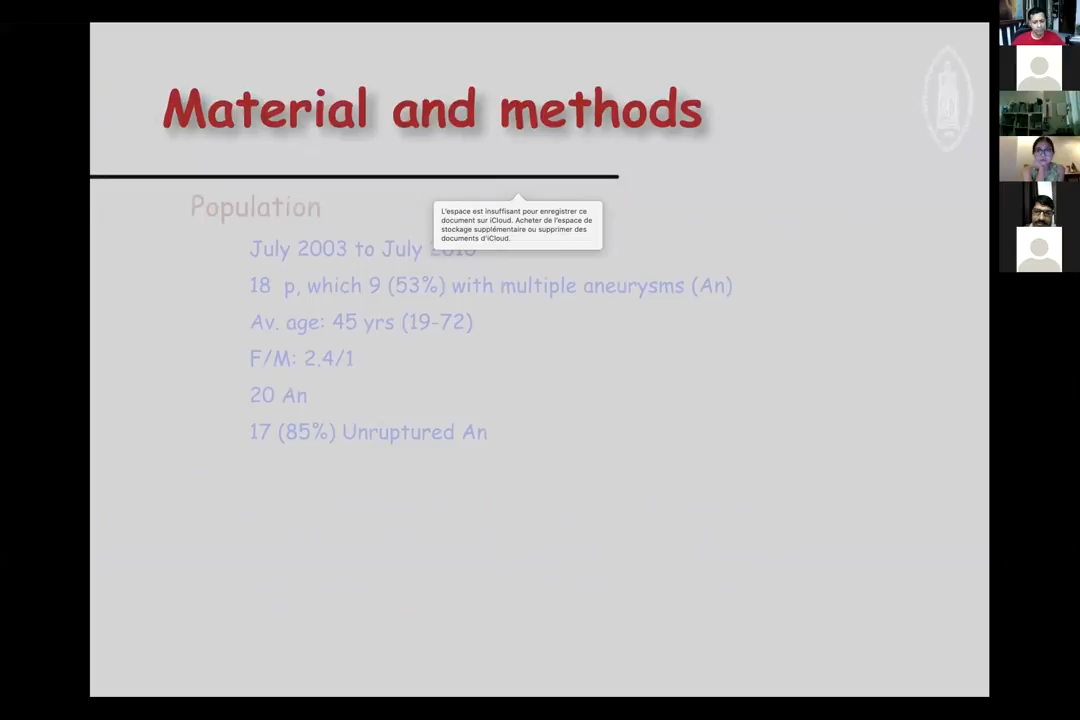 Material and methods
Population
L'espace est insuffisant pour enregistrer ce
document sur iCloud. Acheter de l'espace de
stockage supplémentaire ou supprimer des
documents d'iCloud.
July 2003 to July
18 p, which 9 (53%) with multiple aneurysms (An)
Av. age: 45 yrs (19-72)
F/M: 2.4/1
20 An
17 (85%) Unruptured An